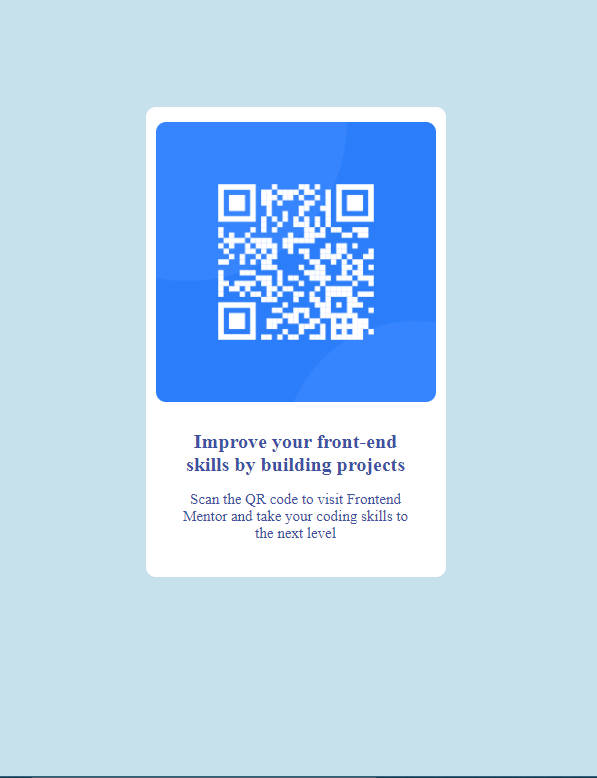 Improve your front-end
skills by building projects
Scan the QR code to visit Frontend
Mentor and take your coding skills to
the next level